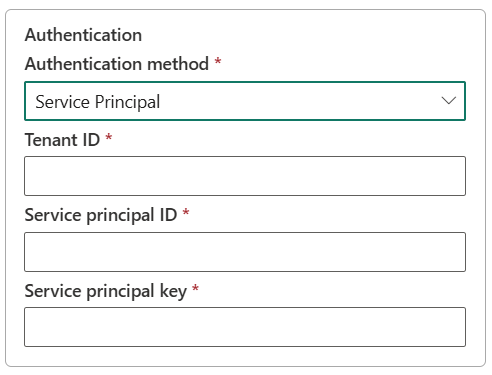 Authentication
Authentication method *
Service Principal
Tenant ID *
Service principal ID *
Service principal key *